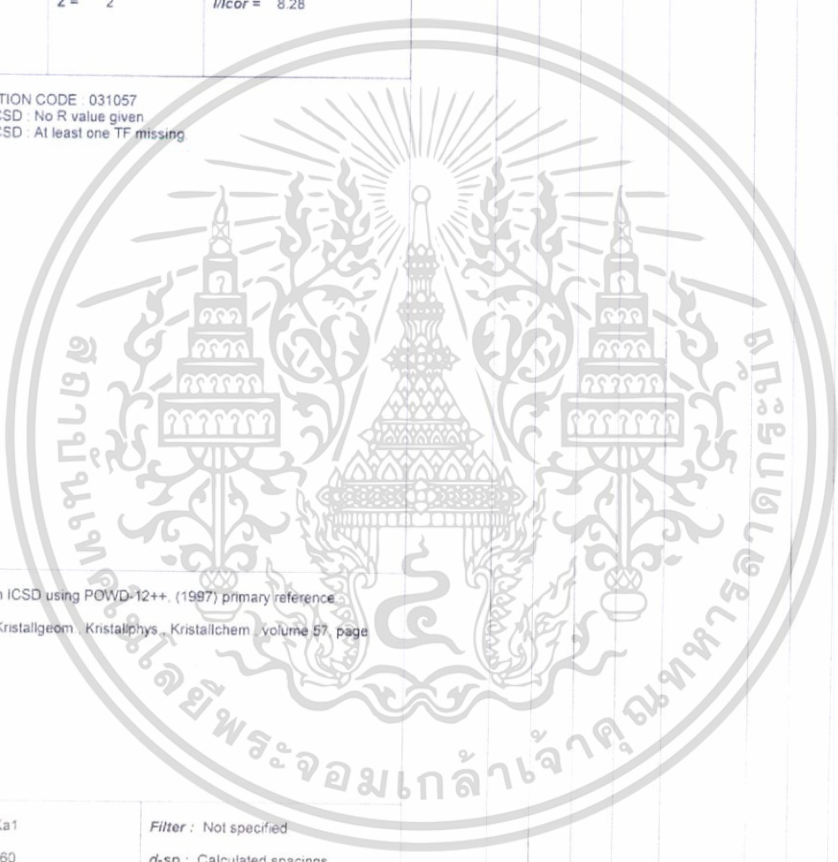 Z = 2 I/Icor = 8.28
TION CODE : 031057
CSD : No R value given
CSD : At least one TF missing
สถาบันเทคโนโลยีพระจอมเกล้าเจ้าคุณทหารลาดกระบัง
n ICSD using POWD-12++, (1997) primary reference
Kristallgeom., Kristallphys., Kristallchem., volume 57, page
Ka1 Filter : Not specified
60 d-sp : Calculated spacings